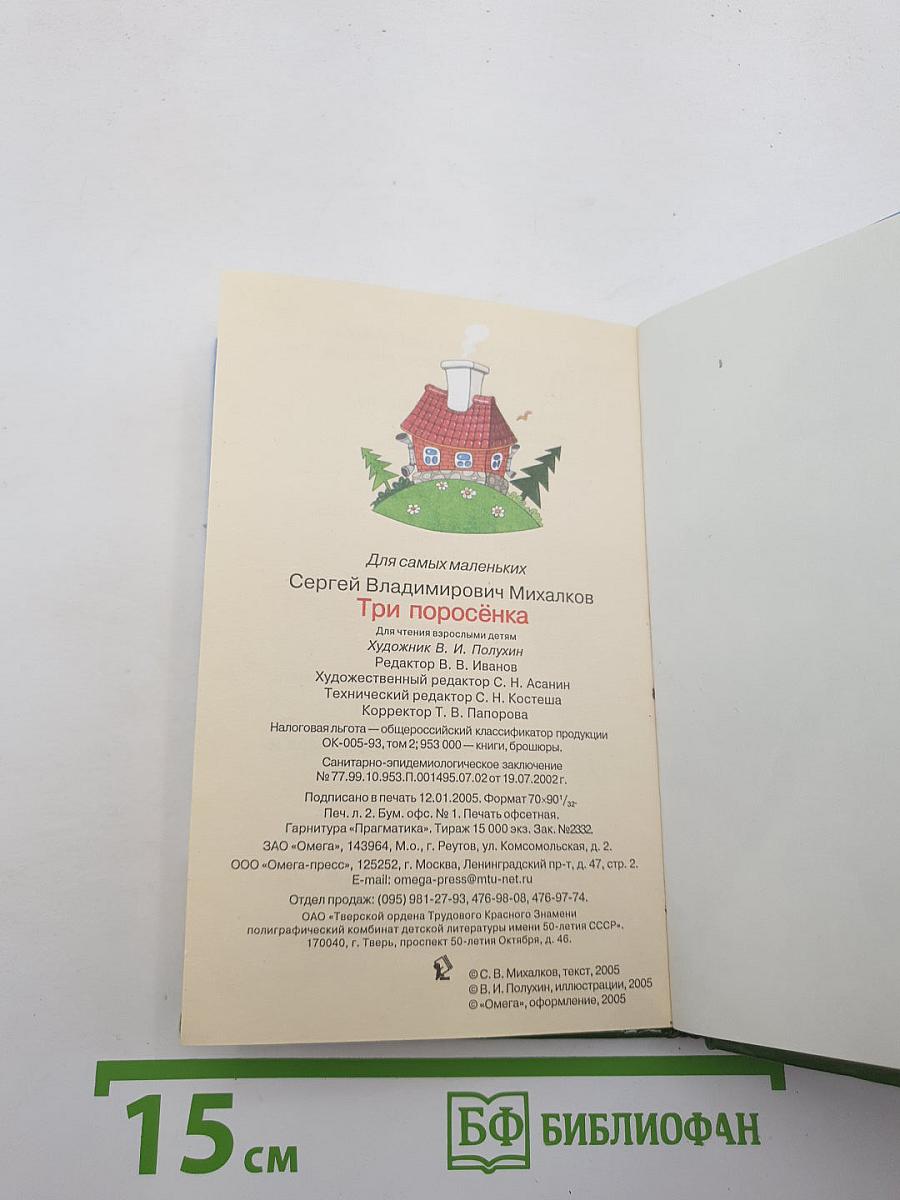 Для самых маленьких
Сергей Владимирович Михалков
Три поросёнка
Для чтения взрослыми детям
Художник В. И. Полухин
Редактор В. В. Иванов
Художественный редактор С. Н. Асанин
Технический редактор С. Н. Костеша
Корректор Т. В. Папорова
Налоговая льгота — общероссийский классификатор продукции
ОК-005-93, том 2; 953 000 — книги, брошюры.
Санитарно-эпидемиологическое заключение
№ 77.99.10.953.П.001495.07.02 от 19.07.2002 г.
Подписано в печать 12.01.2005. Формат 70×90 1/32.
Печ. л. 2. Бум. офс. № 1. Печать офсетная.
Гарнитура «Прагматика». Тираж 15 000 экз. Зак. №2332.
ЗАО «Омега», 143964, М.о., г. Реутов, ул. Комсомольская, д. 2.
ООО «Омега-пресс», 125252, г. Москва, Ленинградский пр-т, д. 47, стр. 2.
E-mail: omega-press@mtu-net.ru
Отдел продаж: (095) 981-27-93, 476-98-08, 476-97-74.
ОАО «Тверской ордена Трудового Красного Знамени
полиграфический комбинат детской литературы имени 50-летия СССР».
170040, г. Тверь, проспект 50-летия Октября, д. 46.
© С. В. Михалков, текст, 2005
© В. И. Полухин, иллюстрации, 2005
© «Омега», оформление, 2005
15 см
БФ БИБЛИОФАН